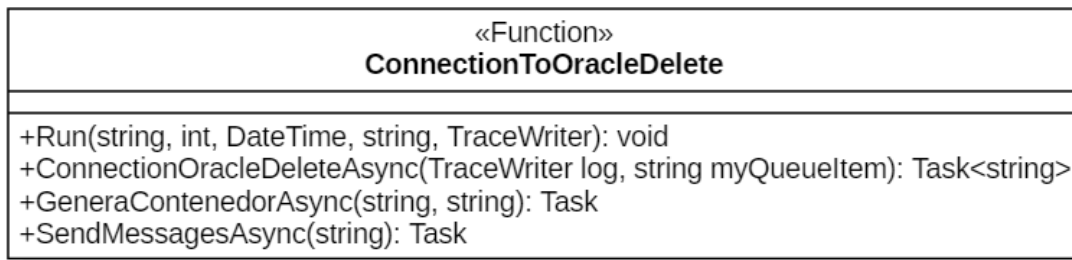 «Function»
ConnectionToOracleDelete
+Run(string, int, DateTime, string, TraceWriter): void
+ConnectionOracleDeleteAsync(TraceWriter log, string myQueueItem): Task<string>
+GeneraContenedorAsync(string, string): Task
+SendMessagesAsync(string): Task